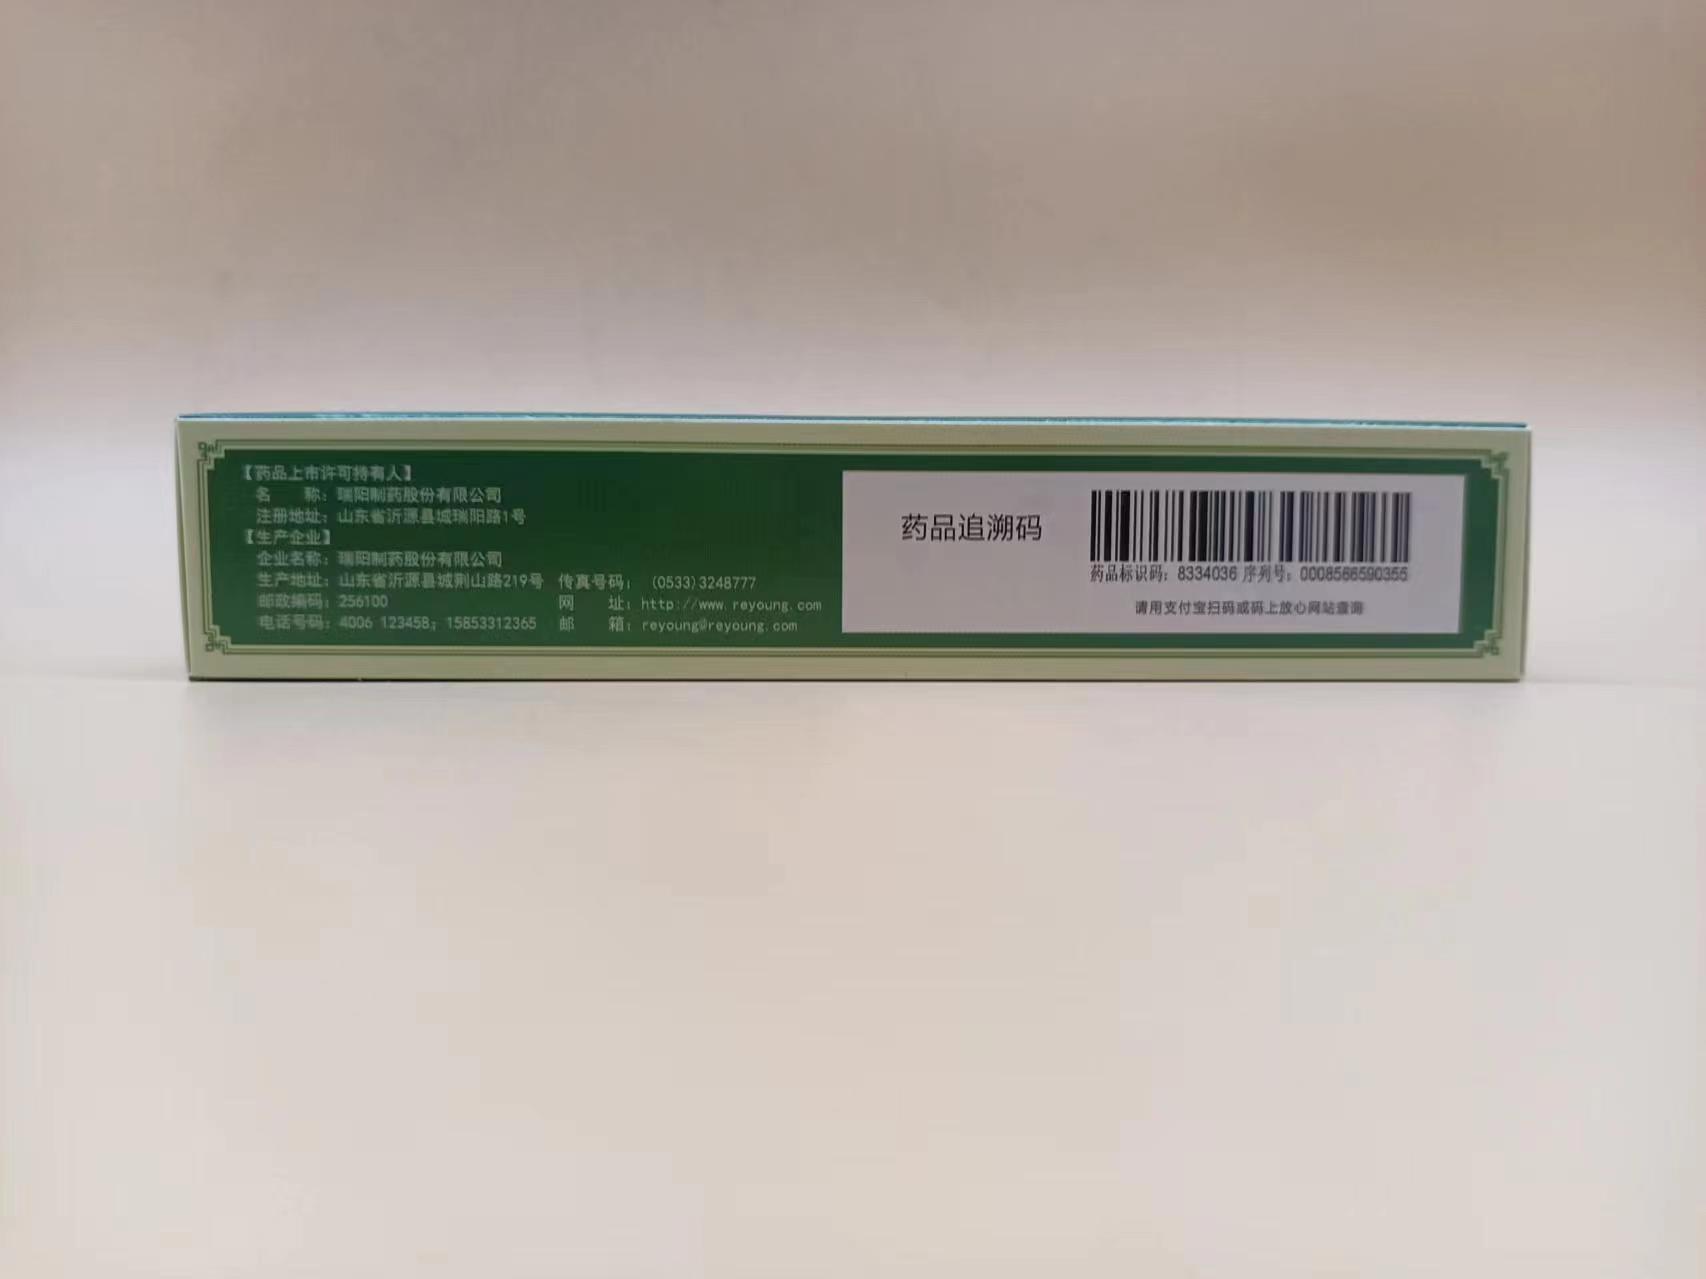 【药品上市许可持有人】
名 称：瑞阳制药股份有限公司
注册地址：山东省沂源县城瑞阳路1号
【生产企业】
企业名称：瑞阳制药股份有限公司
生产地址：山东省沂源县城荆山路219号 传真号码：(0533)3248777
邮政编码：256100 网 址：http://www.reyoung.com
电话号码：4006 123458；15853312365 邮 箱：reyoung@reyoung.com
药品追溯码
药品标识码：8334036 序列号：0008566590355
请用支付宝扫码或码上放心网站查询